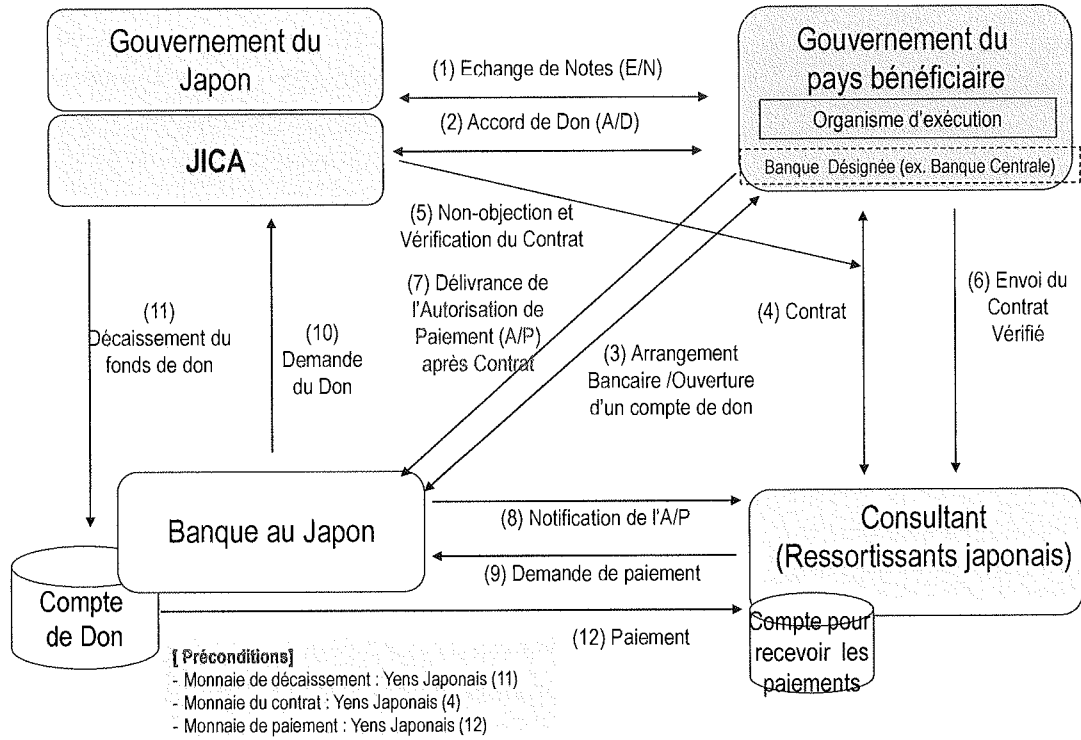 Gouvernement du
Japon
JICA
(1) Echange de Notes (E/N)
(2) Accord de Don (A/D)
Gouvernement du
pays bénéficiaire
Organisme d'exécution
Banque Désignée (ex. Banque Centrale)
(5) Non-objection et
Vérification du Contrat
(7) Délivrance de
l'Autorisation de
Paiement (A/P)
après Contrat
(3) Arrangement
Bancaire /Ouverture
d'un compte de don
(4) Contrat
(6) Envoi du
Contrat
Vérifié
(11)
Décaissement du
fonds de don
(10)
Demande
du Don
Banque au Japon
(8) Notification de l'A/P
(9) Demande de paiement
Consultant
(Ressortissants japonais)
Compte
de Don
(12) Paiement
Compte pour
recevoir les
paiements
[ Préconditions]
- Monnaie de décaissement : Yens Japonais (11)
- Monnaie du contrat : Yens Japonais (4)
- Monnaie de paiement : Yens Japonais (12)